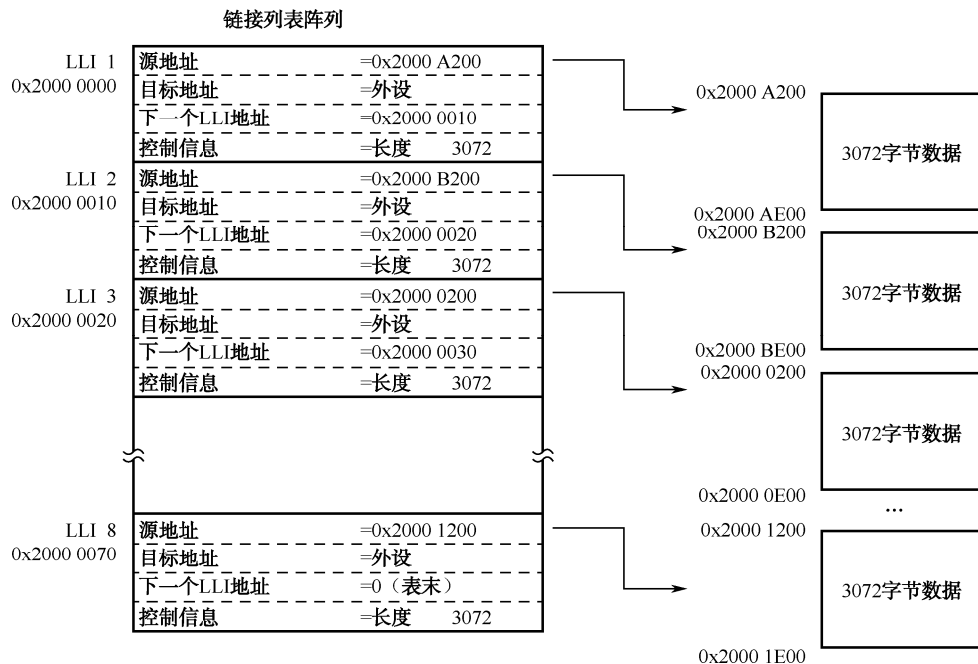 链接列表阵列
LLI 1
0x2000 0000
源地址 =0x2000 A200
目标地址 =外设
下一个LLI地址 =0x2000 0010
控制信息 =长度 3072
LLI 2
0x2000 0010
源地址 =0x2000 B200
目标地址 =外设
下一个LLI地址 =0x2000 0020
控制信息 =长度 3072
LLI 3
0x2000 0020
源地址 =0x2000 0200
目标地址 =外设
下一个LLI地址 =0x2000 0030
控制信息 =长度 3072
LLI 8
0x2000 0070
源地址 =0x2000 1200
目标地址 =外设
下一个LLI地址 =0（表末）
控制信息 =长度 3072
0x2000 A200
3072字节数据
0x2000 AE00
0x2000 B200
3072字节数据
0x2000 BE00
0x2000 0200
3072字节数据
0x2000 0E00
...
0x2000 1200
3072字节数据
0x2000 1E00